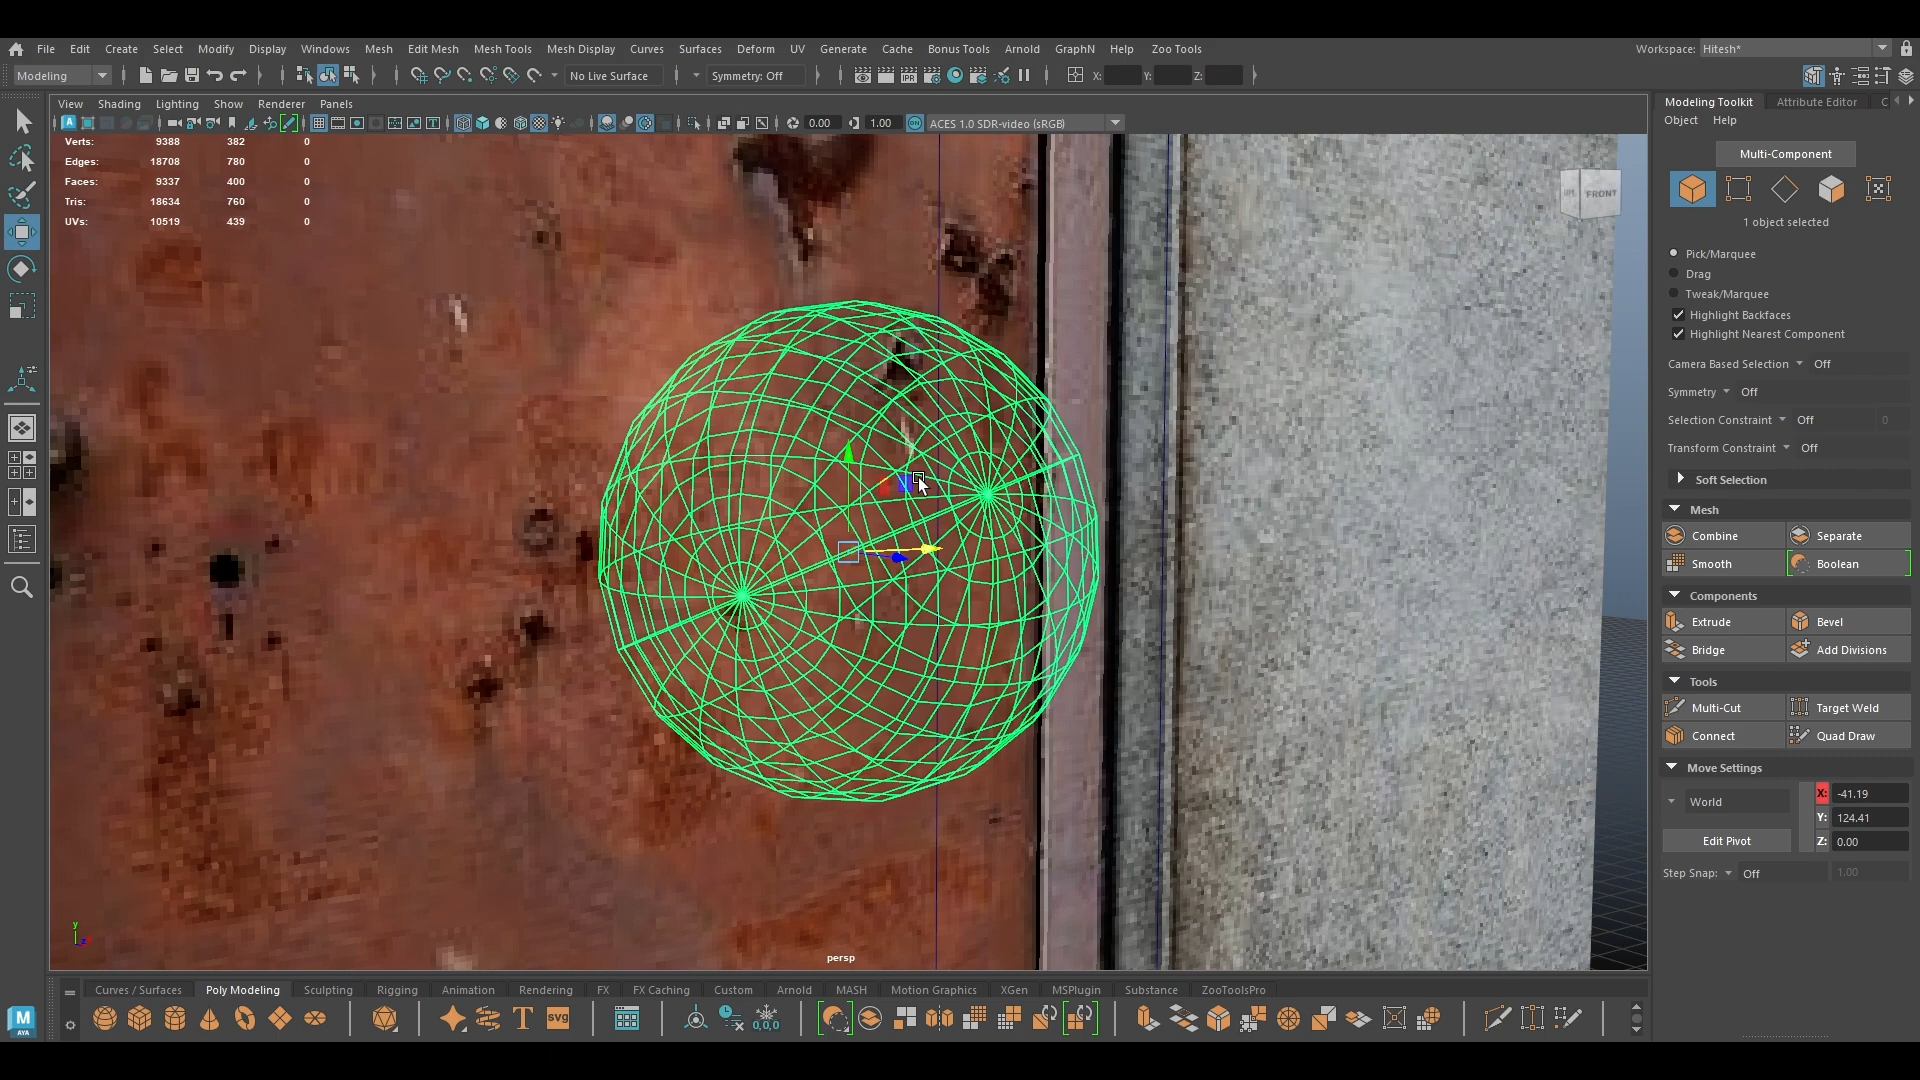 File Edit Create Select Modify Display Windows Mesh Edit Mesh Mesh Tools Mesh Display Curves Surfaces Deform UV Generate Cache Bonus Tools Arnold GraphN Help Zoo Tools Workspace: Hitesh*
Modeling No Live Surface Symmetry: Off IPR X: Y: Z:
View Shading Lighting Show Renderer Panels
0.00 1.00 ON ACES 1.0 SDR-video (sRGB)
Verts: 9388 382 0
Edges: 18708 780 0
Faces: 9337 400 0
Tris: 18634 760 0
UVs: 10519 439 0
FRONT
y
z
persp
Modeling Toolkit Attribute Editor C
Object Help
Multi-Component
1 object selected
Pick/Marquee
Drag
Tweak/Marquee
Highlight Backfaces
Highlight Nearest Component
Camera Based Selection Off
Symmetry Off
Selection Constraint Off 0
Transform Constraint Off
Soft Selection
Mesh
Combine Separate
Smooth Boolean
Components
Extrude Bevel
Bridge Add Divisions
Tools
Multi-Cut Target Weld
Connect Quad Draw
Move Settings
World X: -41.19
Y: 124.41
Edit Pivot Z: 0.00
Step Snap: Off 1.00
Curves / Surfaces Poly Modeling Sculpting Rigging Animation Rendering FX FX Caching Custom Arnold MASH Motion Graphics XGen MSPlugin Substance ZooToolsPro
M
AYA
T svg 0,0,0